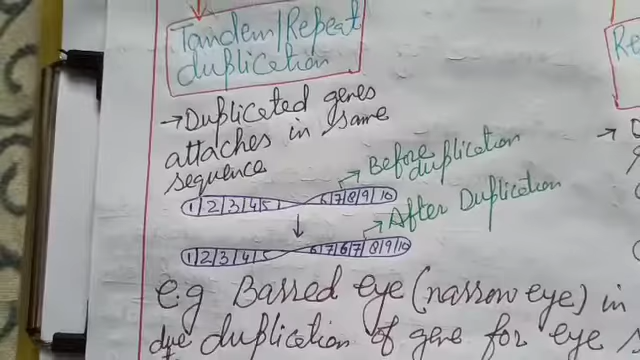 Tandem/Repeat
duplication
→Duplicated genes
attaches in same
sequence
Before
duplication
1 2 3 4 5 6 7 8 9 10
After Duplication
1 2 3 4 5 6 7 6 7 8 9 10
e.g Barred eye (narrow eye) in
due duplication of gene for eye